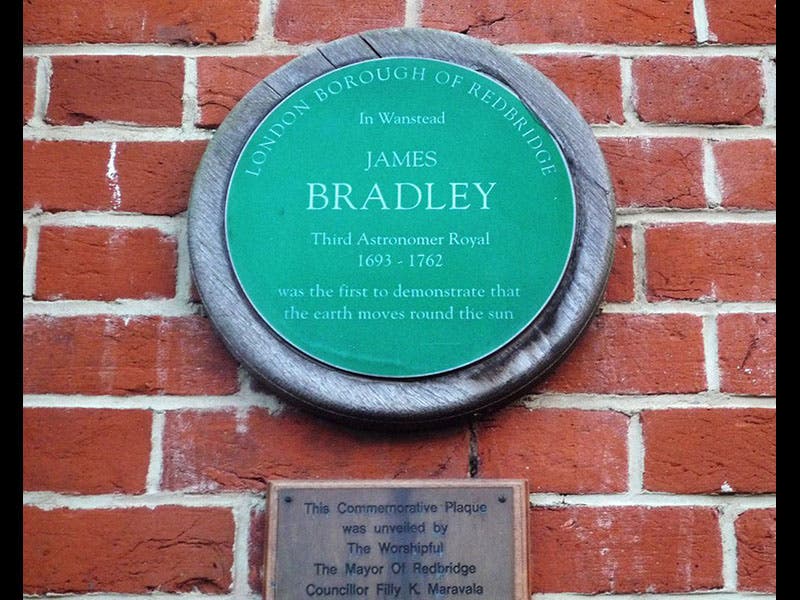 LONDON BOROUGH OF REDBRIDGE
In Wanstead
JAMES
BRADLEY
Third Astronomer Royal
1693 - 1762
was the first to demonstrate that
the earth moves round the sun
This Commemorative Plaque
was unveiled by
The Worshipful
The Mayor Of Redbridge
Councillor Filly K. Maravala